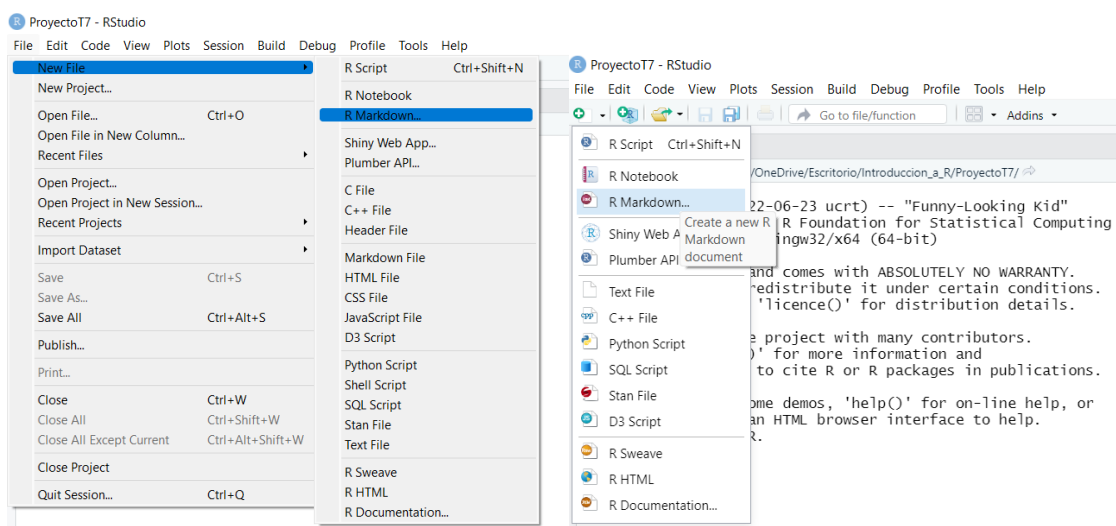 ProyectoT7 - RStudio
File Edit Code View Plots Session Build Debug Profile Tools Help
New File
New Project...
Open File... Ctrl+O
Open File in New Column...
Recent Files
Open Project...
Open Project in New Session...
Recent Projects
Import Dataset
Save Ctrl+S
Save As...
Save All Ctrl+Alt+S
Publish...
Print...
Close Ctrl+W
Close All Ctrl+Shift+W
Close All Except Current Ctrl+Alt+Shift+W
Close Project
Quit Session... Ctrl+Q
R Script Ctrl+Shift+N
R Notebook
R Markdown...
Shiny Web App...
Plumber API...
C File
C++ File
Header File
Markdown File
HTML File
CSS File
JavaScript File
D3 Script
Python Script
Shell Script
SQL Script
Stan File
Text File
R Sweave
R HTML
R Documentation...
ProyectoT7 - RStudio
File Edit Code View Plots Session Build Debug Profile Tools Help
Go to file/function Addins
R Script Ctrl+Shift+N
R Notebook
R Markdown...
Shiny Web A
Plumber API
Text File
C++ File
Python Script
SQL Script
Stan File
D3 Script
R Sweave
R HTML
R Documentation...
Create a new R
Markdown
document
/OneDrive/Escritorio/Introduccion_a_R/ProyectoT7/
22-06-23 ucrt) -- "Funny-Looking Kid"
R Foundation for Statistical Computing
ingw32/x64 (64-bit)
and comes with ABSOLUTELY NO WARRANTY.
redistribute it under certain conditions.
'licence()' for distribution details.
e project with many contributors.
)' for more information and
to cite R or R packages in publications.
ome demos, 'help()' for on-line help, or
an HTML browser interface to help.
R.